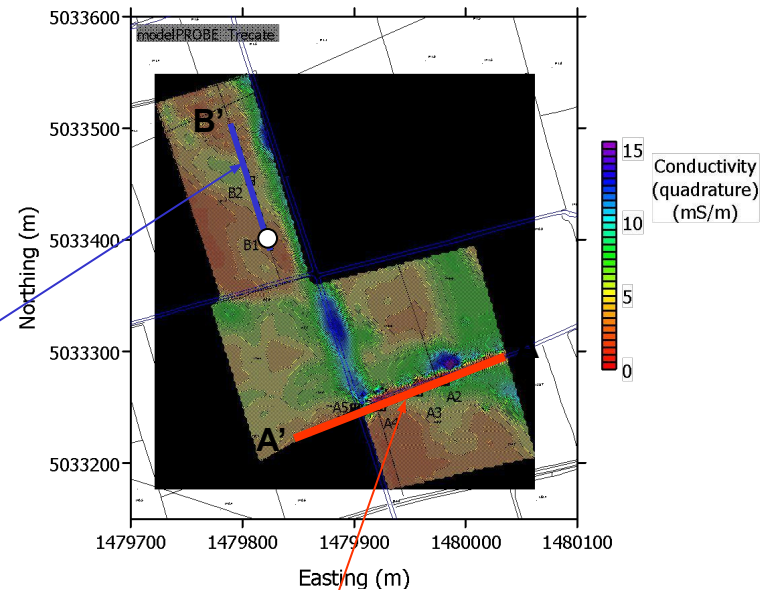 5033600
modelPROBE Trecate
5033500
B'
B2
5033400
B1
5033300
A
A5
A2
A3
A4
A'
5033200
15
10
5
0
Conductivity
(quadrature)
(mS/m)
Northing (m)
1479700 1479800 1479900 1480000 1480100
Easting (m)